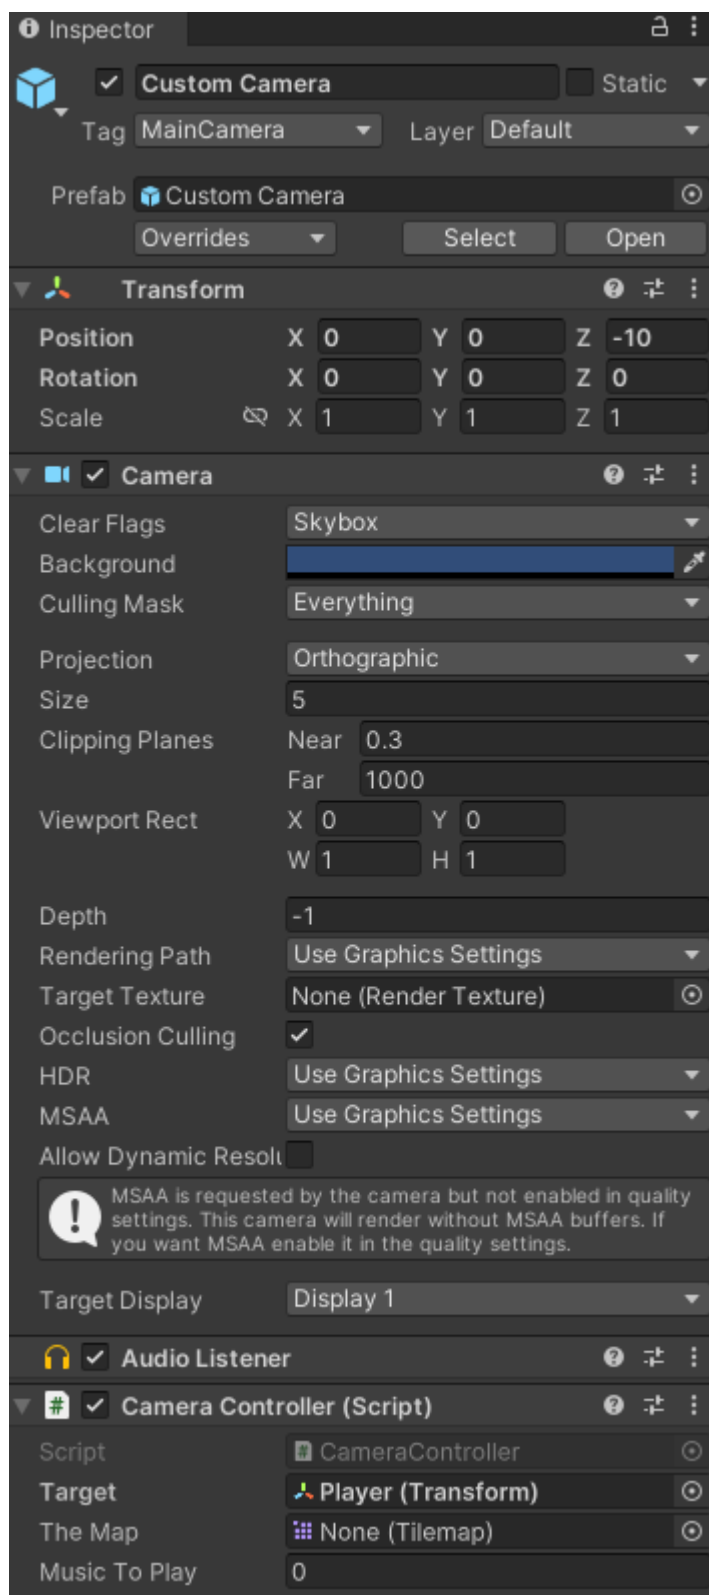 Inspector
Custom Camera Static
Tag MainCamera Layer Default
Prefab Custom Camera
Overrides Select Open
Transform
Position X 0 Y 0 Z -10
Rotation X 0 Y 0 Z 0
Scale X 1 Y 1 Z 1
Camera
Clear Flags Skybox
Background
Culling Mask Everything
Projection Orthographic
Size 5
Clipping Planes Near 0.3
Far 1000
Viewport Rect X 0 Y 0
W 1 H 1
Depth -1
Rendering Path Use Graphics Settings
Target Texture None (Render Texture)
Occlusion Culling
HDR Use Graphics Settings
MSAA Use Graphics Settings
Allow Dynamic Resolu
MSAA is requested by the camera but not enabled in quality
settings. This camera will render without MSAA buffers. If
you want MSAA enable it in the quality settings.
Target Display Display 1
Audio Listener
# Camera Controller (Script)
Script # CameraController
Target Player (Transform)
The Map None (Tilemap)
Music To Play 0